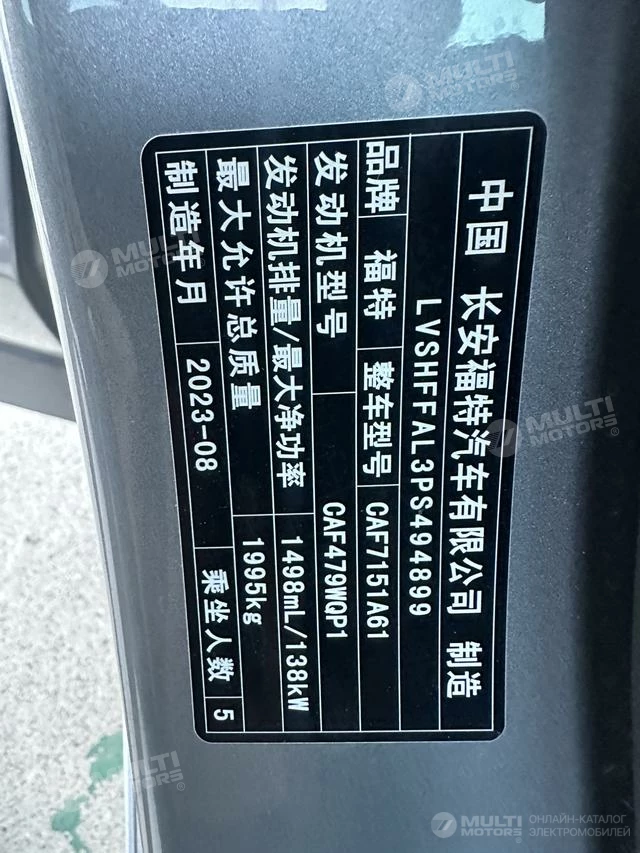 中国 长安福特汽车有限公司 制造
LVSHFFAL3PS494899
品牌 福特 整车型号 CAF7151A61
发动机型号 CAF479WQP1
发动机排量/最大净功率 1498mL/138kW
最大允许总质量 1995kg
制造年月 2023-08 乘坐人数 5
MULTI MOTORS
MULTI MOTORS
MULTI MOTORS
MULTI MOTORS
MULTI MOTORS ОНЛАЙН-КАТАЛОГ
ЭЛЕКТРОМОБИЛЕЙ